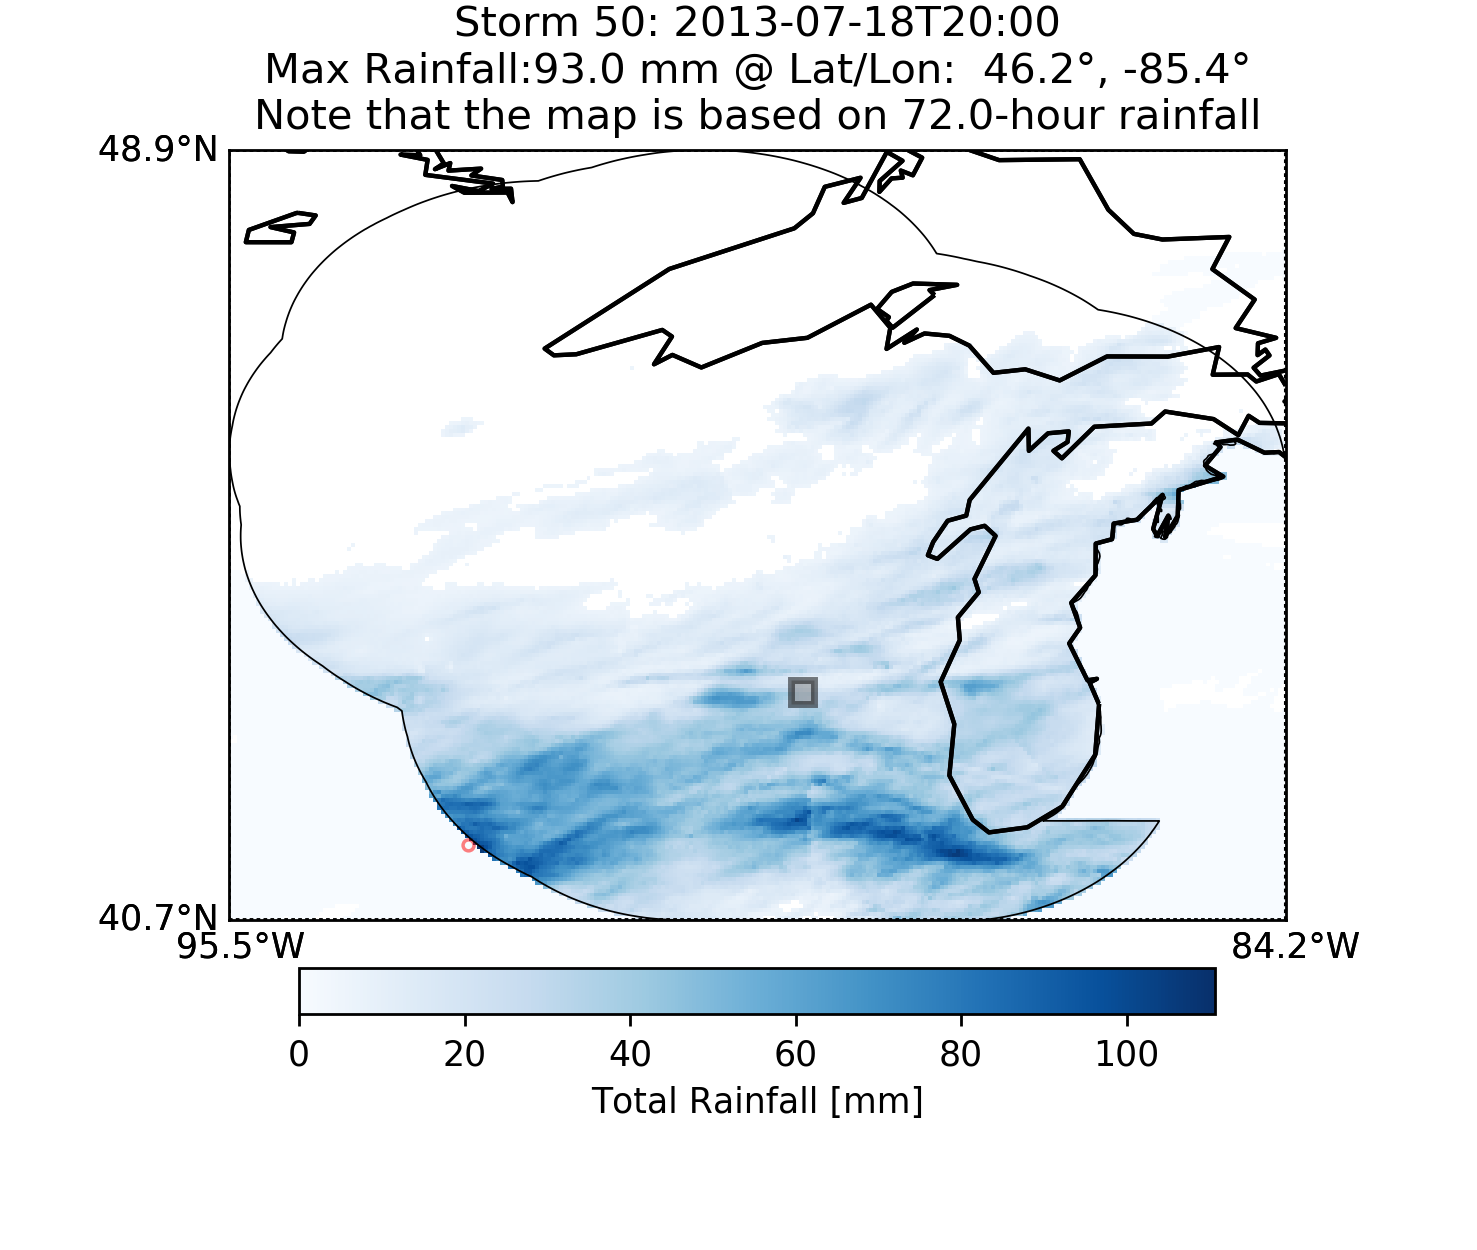 Storm 50: 2013-07-18T20:00
Max Rainfall:93.0 mm @ Lat/Lon:  46.2°, -85.4°
Note that the map is based on 72.0-hour rainfall
48.9°N
40.7°N
95.5°W 84.2°W
0 20 40 60 80 100
Total Rainfall [mm]